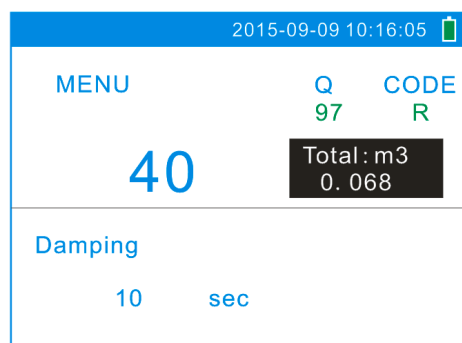 2015-09-09 10:16:05
MENU Q CODE
97 R
40 Total:m3
0.068
Damping
10 sec